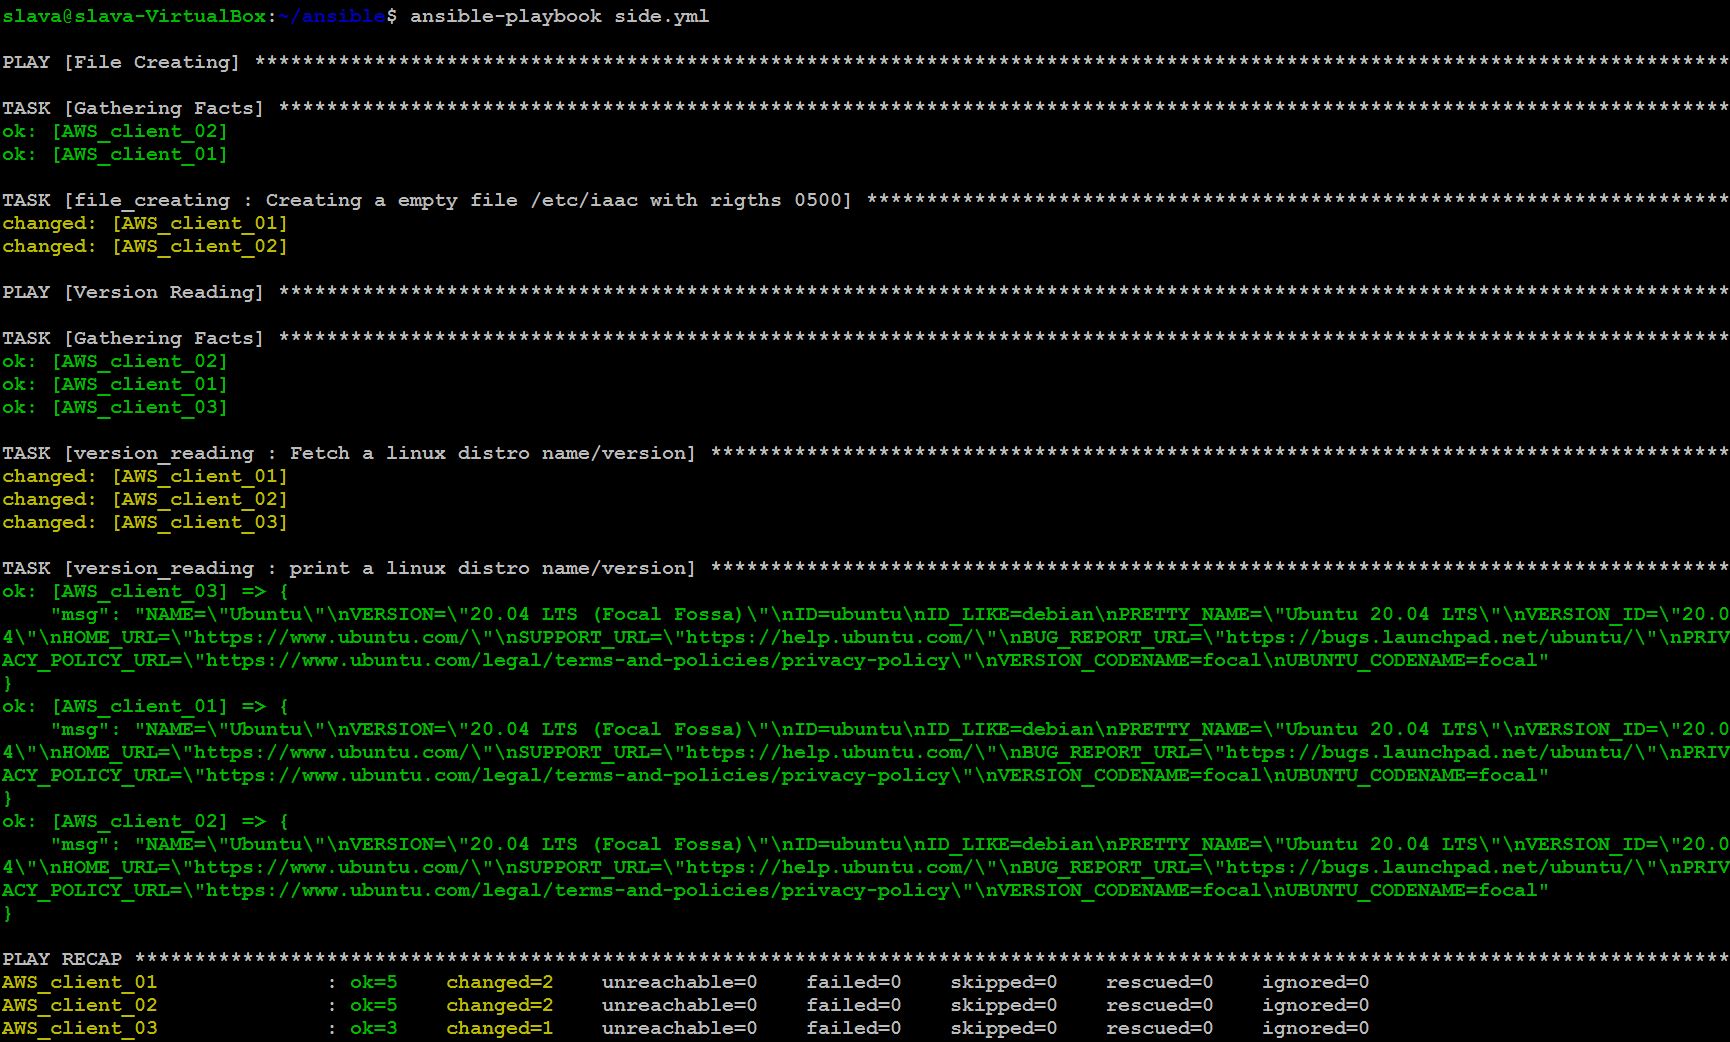 slava@slava-VirtualBox:~/ansible$ ansible-playbook side.yml
PLAY [File Creating] ***************************************************************************************************************************
TASK [Gathering Facts] *************************************************************************************************************************
ok: [AWS_client_02]
ok: [AWS_client_01]
TASK [file_creating : Creating a empty file /etc/iaac with rigths 0500] ************************************************************************
changed: [AWS_client_01]
changed: [AWS_client_02]
PLAY [Version Reading] *************************************************************************************************************************
TASK [Gathering Facts] *************************************************************************************************************************
ok: [AWS_client_02]
ok: [AWS_client_01]
ok: [AWS_client_03]
TASK [version_reading : Fetch a linux distro name/version] *************************************************************************************
changed: [AWS_client_01]
changed: [AWS_client_02]
changed: [AWS_client_03]
TASK [version_reading : print a linux distro name/version] *************************************************************************************
ok: [AWS_client_03] => {
    "msg": "NAME=\"Ubuntu\"\nVERSION=\"20.04 LTS (Focal Fossa)\"\nID=ubuntu\nID_LIKE=debian\nPRETTY_NAME=\"Ubuntu 20.04 LTS\"\nVERSION_ID=\"20.0
4\"\nHOME_URL=\"https://www.ubuntu.com/\"\nSUPPORT_URL=\"https://help.ubuntu.com/\"\nBUG_REPORT_URL=\"https://bugs.launchpad.net/ubuntu/\"\nPRIV
ACY_POLICY_URL=\"https://www.ubuntu.com/legal/terms-and-policies/privacy-policy\"\nVERSION_CODENAME=focal\nUBUNTU_CODENAME=focal"
}
ok: [AWS_client_01] => {
    "msg": "NAME=\"Ubuntu\"\nVERSION=\"20.04 LTS (Focal Fossa)\"\nID=ubuntu\nID_LIKE=debian\nPRETTY_NAME=\"Ubuntu 20.04 LTS\"\nVERSION_ID=\"20.0
4\"\nHOME_URL=\"https://www.ubuntu.com/\"\nSUPPORT_URL=\"https://help.ubuntu.com/\"\nBUG_REPORT_URL=\"https://bugs.launchpad.net/ubuntu/\"\nPRIV
ACY_POLICY_URL=\"https://www.ubuntu.com/legal/terms-and-policies/privacy-policy\"\nVERSION_CODENAME=focal\nUBUNTU_CODENAME=focal"
}
ok: [AWS_client_02] => {
    "msg": "NAME=\"Ubuntu\"\nVERSION=\"20.04 LTS (Focal Fossa)\"\nID=ubuntu\nID_LIKE=debian\nPRETTY_NAME=\"Ubuntu 20.04 LTS\"\nVERSION_ID=\"20.0
4\"\nHOME_URL=\"https://www.ubuntu.com/\"\nSUPPORT_URL=\"https://help.ubuntu.com/\"\nBUG_REPORT_URL=\"https://bugs.launchpad.net/ubuntu/\"\nPRIV
ACY_POLICY_URL=\"https://www.ubuntu.com/legal/terms-and-policies/privacy-policy\"\nVERSION_CODENAME=focal\nUBUNTU_CODENAME=focal"
}
PLAY RECAP *************************************************************************************************************************************
AWS_client_01              : ok=5    changed=2    unreachable=0    failed=0    skipped=0    rescued=0    ignored=0
AWS_client_02              : ok=5    changed=2    unreachable=0    failed=0    skipped=0    rescued=0    ignored=0
AWS_client_03              : ok=3    changed=1    unreachable=0    failed=0    skipped=0    rescued=0    ignored=0